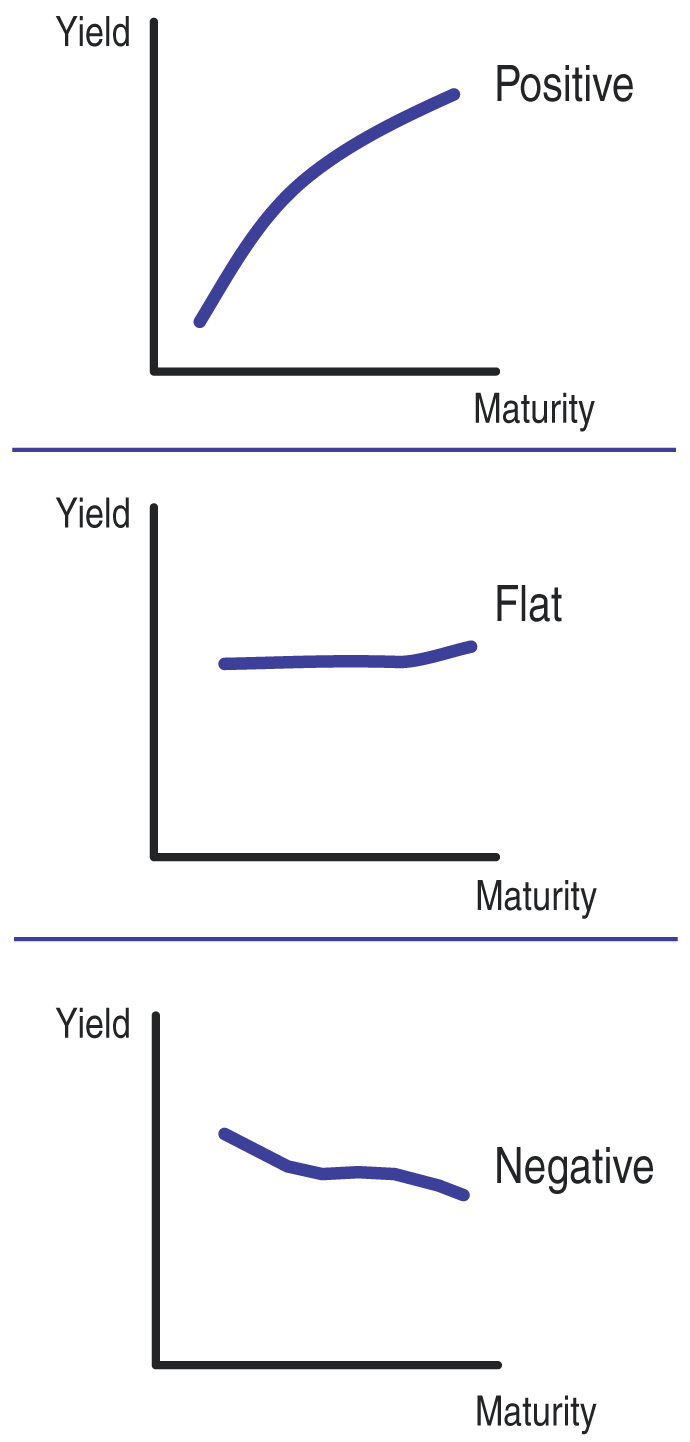 Yield
Positive
Maturity
Yield
Flat
Maturity
Yield
Negative
Maturity